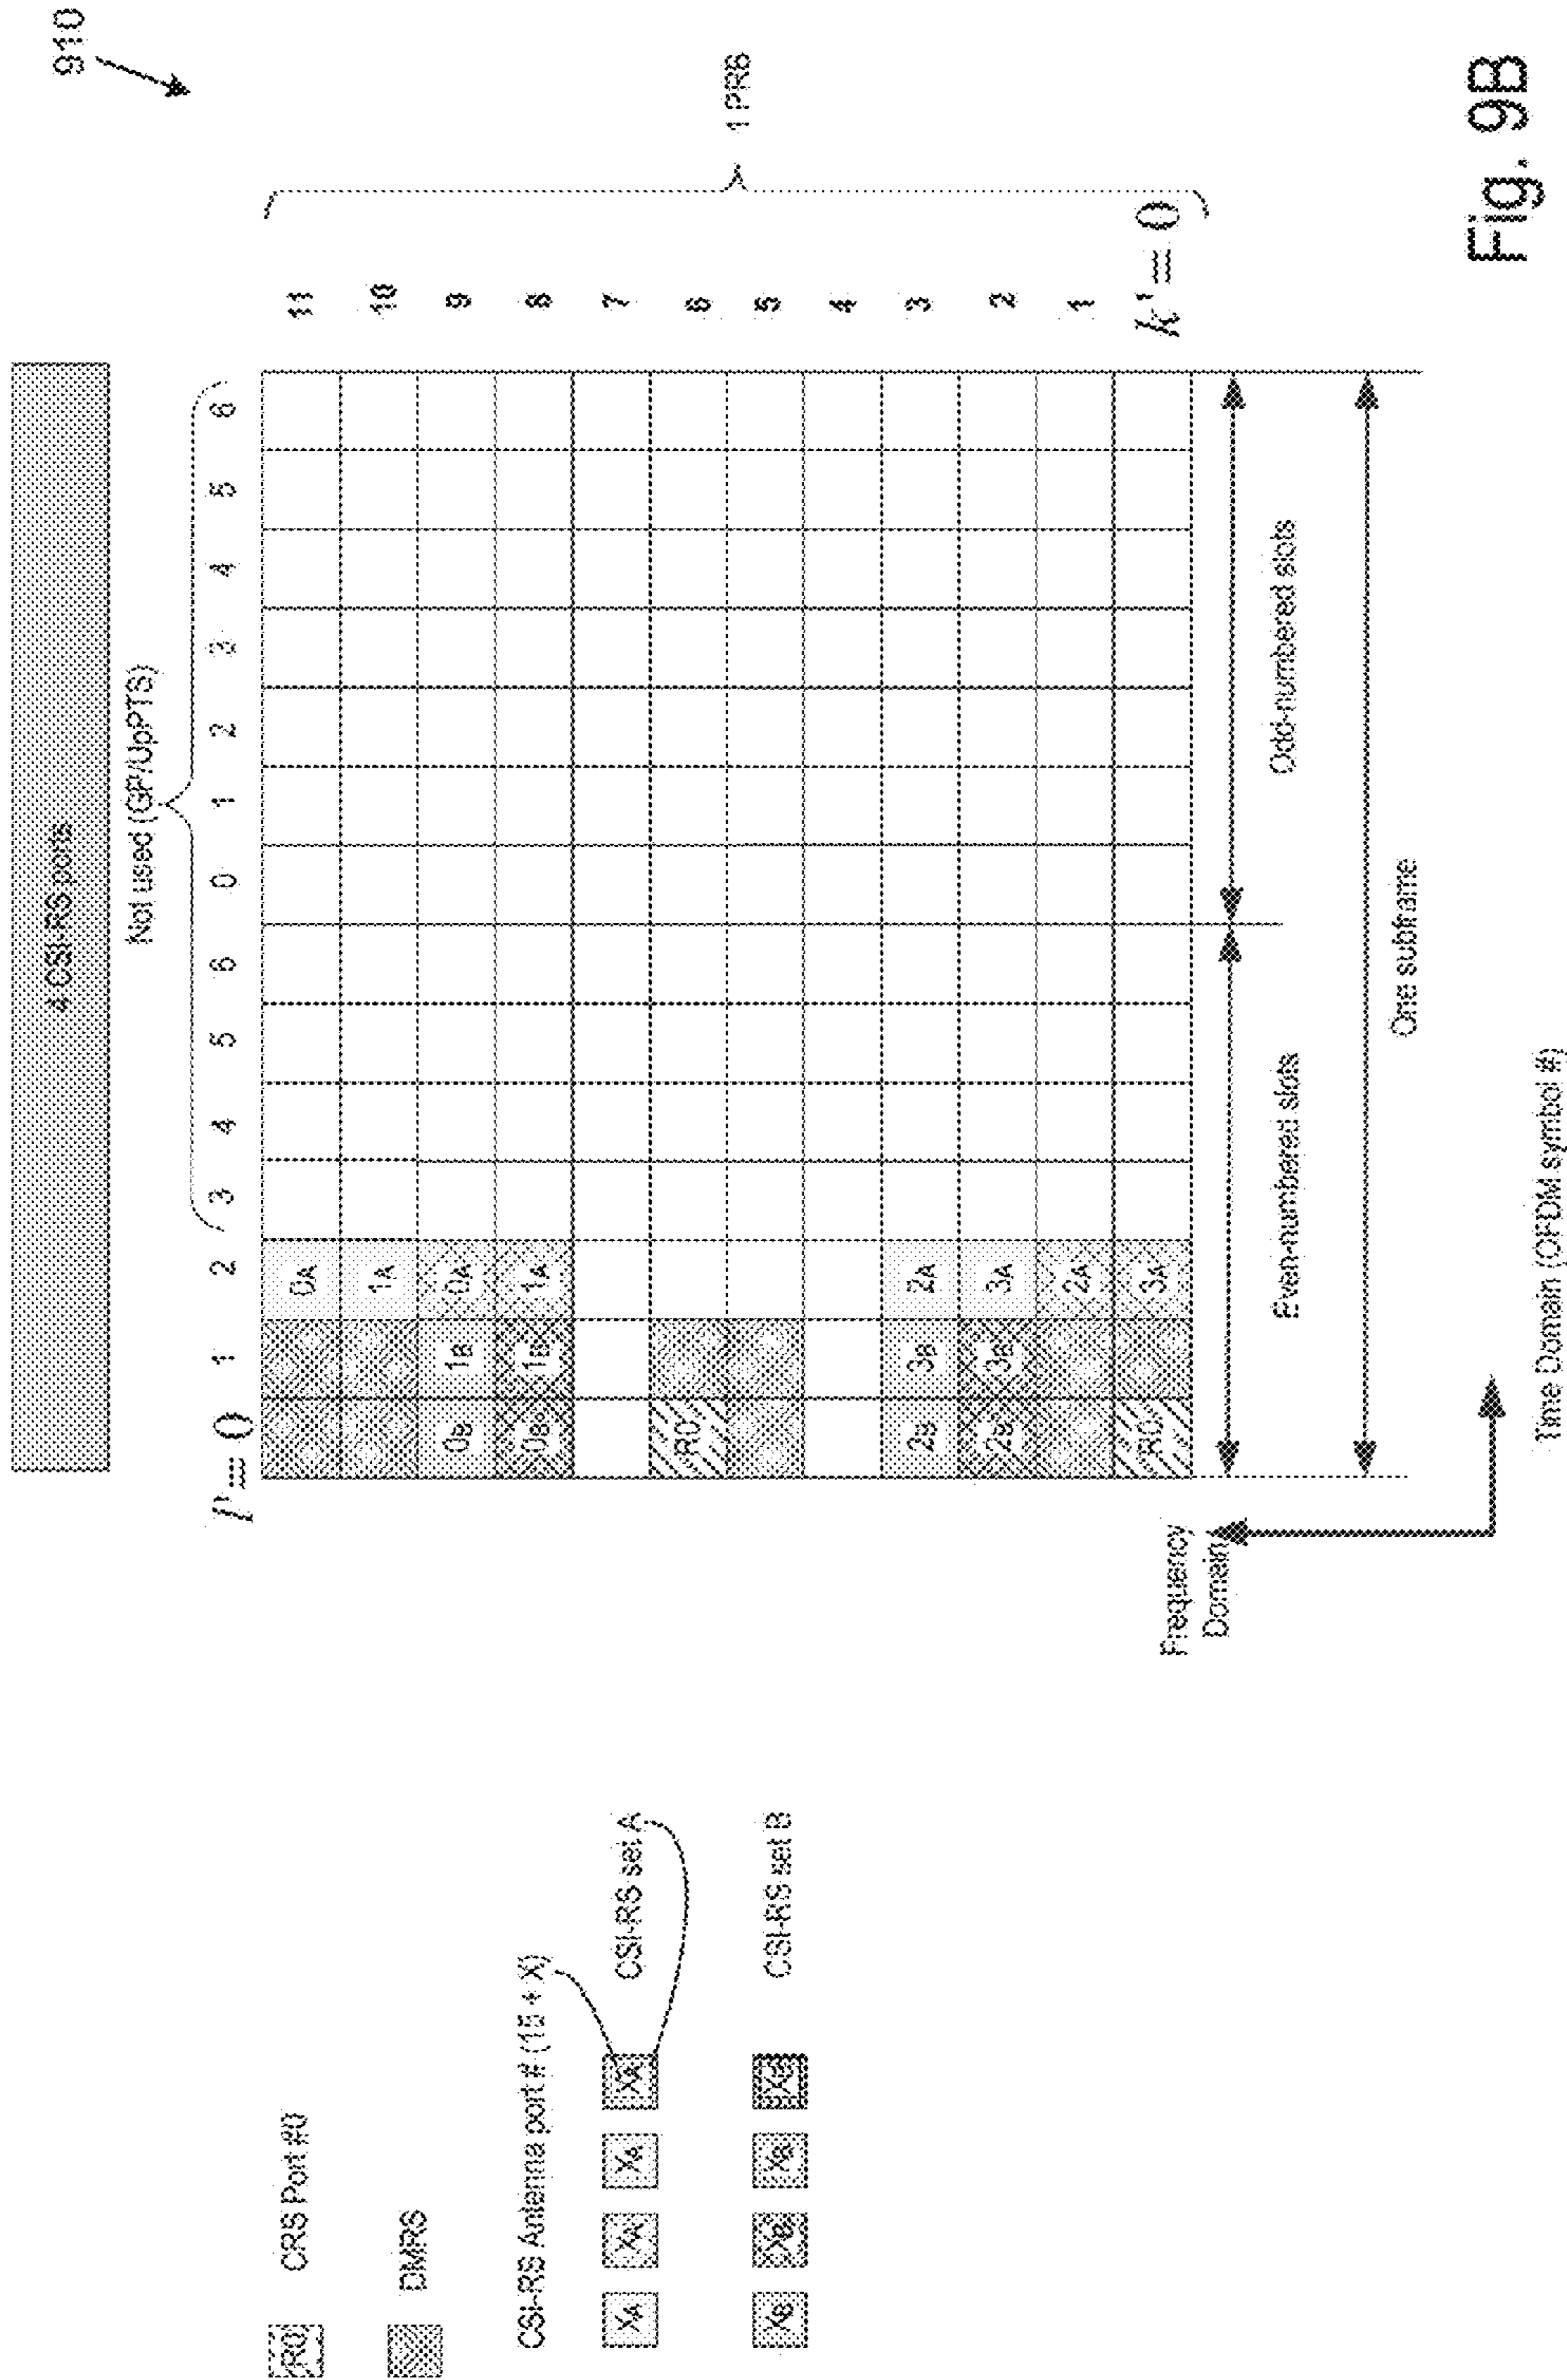 910
4 CSI-RS ports
Not used (GP/UpPTS)
l'=0 1 2 3 4 5 6 0 1 2 3 4 5 6
0A 11
1A 10
0B 1B 0A 9
0B 1B 1A 8
7
R0 6
5
4
2B 3B 2A 3
2B 3B 3A 2
2A 1
R0 3A k'=0
1 PRB
Even-numbered slots
Odd-numbered slots
One subframe
Frequency
Domain
Time Domain (OFDM symbol #)
R0 CRS Port #0
DMRS
CSI-RS Antenna port # (15 + X)
XA XA XA XA CSI-RS set A
XB XB XB XB CSI-RS set B
Fig. 9B